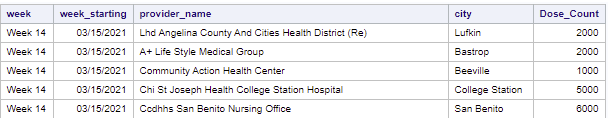 week week_starting provider_name city Dose_Count
Week 14 03/15/2021 Lhd Angelina County And Cities Health District (Re) Lufkin 2000
Week 14 03/15/2021 A+ Life Style Medical Group Bastrop 2000
Week 14 03/15/2021 Community Action Health Center Beeville 1000
Week 14 03/15/2021 Chi St Joseph Health College Station Hospital College Station 5000
Week 14 03/15/2021 Ccdhhs San Benito Nursing Office San Benito 6000